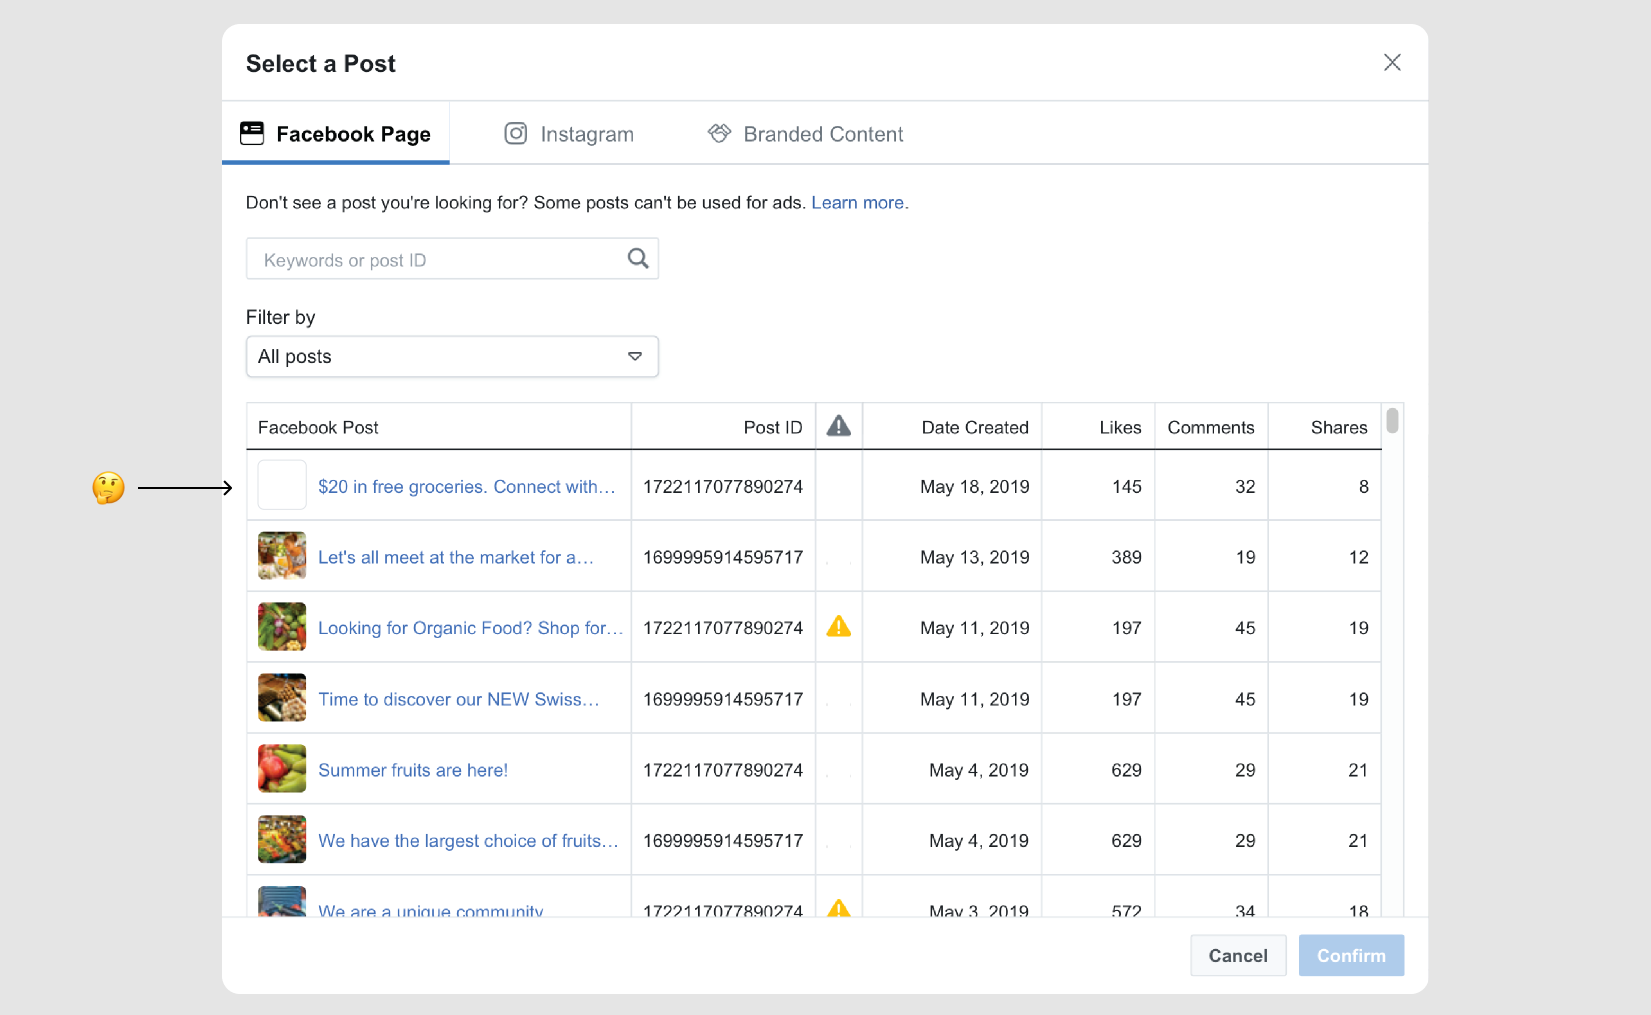 Select a Post
Facebook Page Instagram Branded Content
Don't see a post you're looking for? Some posts can't be used for ads. Learn more.
Keywords or post ID
Filter by
All posts
Facebook Post Post ID Date Created Likes Comments Shares
$20 in free groceries. Connect with... 1722117077890274 May 18, 2019 145 32 8
Let's all meet at the market for a... 1699995914595717 May 13, 2019 389 19 12
Looking for Organic Food? Shop for... 1722117077890274 May 11, 2019 197 45 19
Time to discover our NEW Swiss... 1699995914595717 May 11, 2019 197 45 19
Summer fruits are here! 1722117077890274 May 4, 2019 629 29 21
We have the largest choice of fruits... 1699995914595717 May 4, 2019 629 29 21
We are a unique community 1722117077890274 May 3, 2019 572 34 18
Cancel Confirm